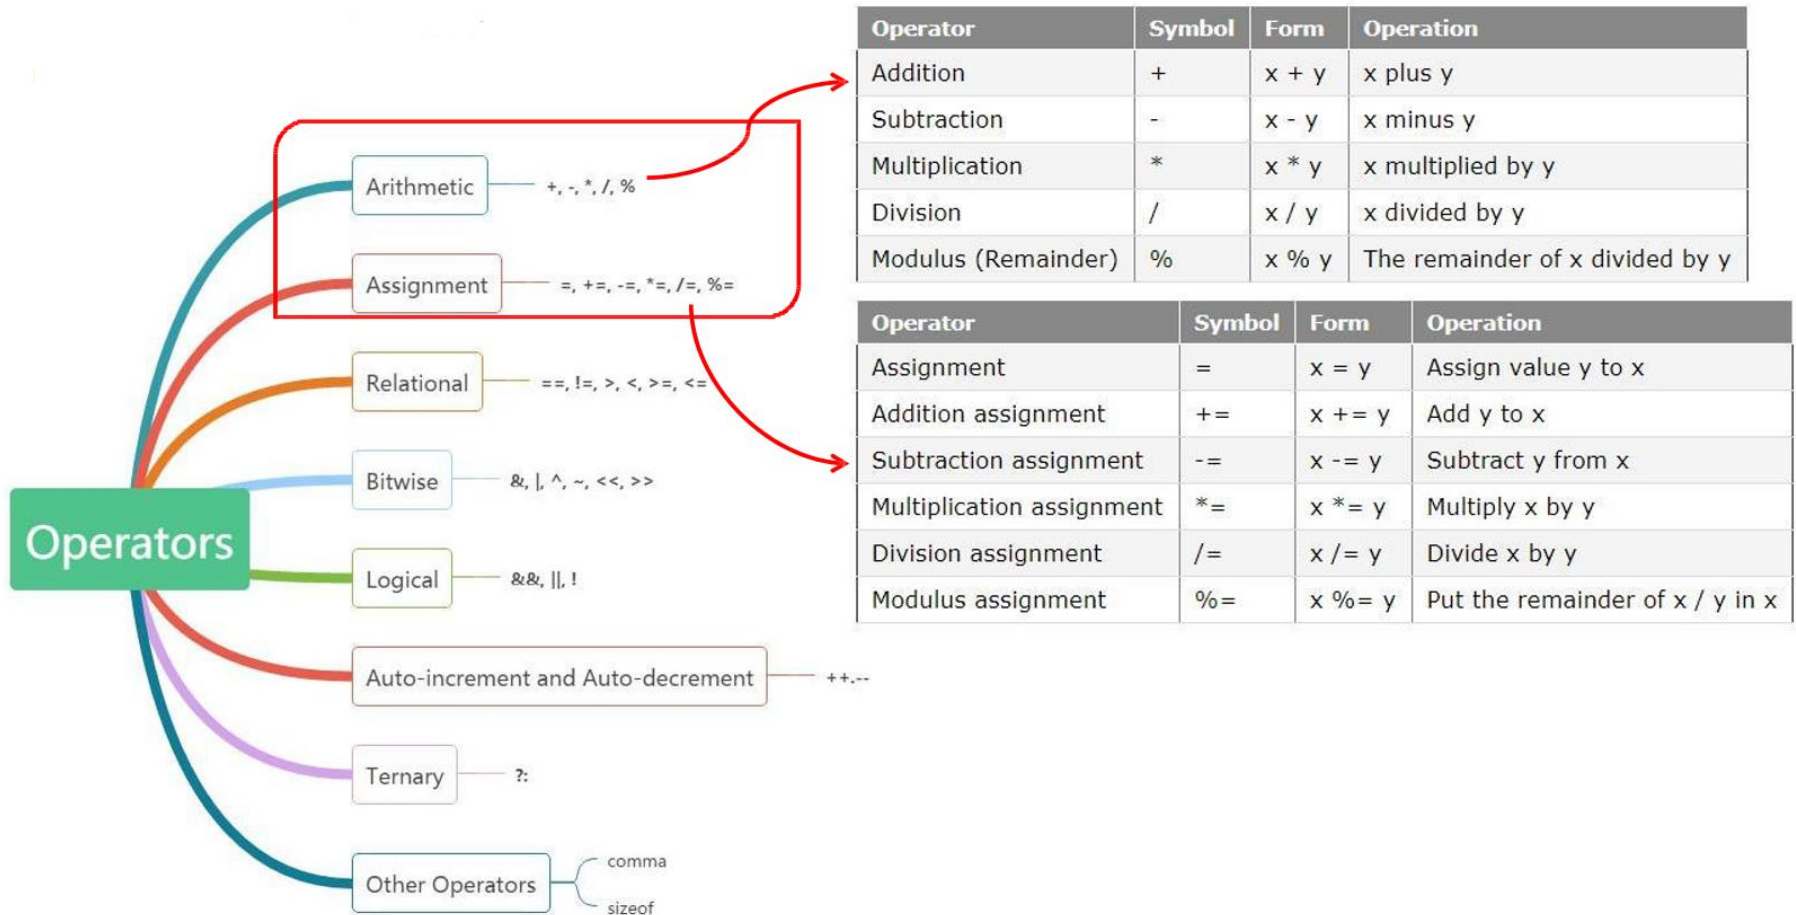 Operators
Arithmetic
+, -, *, /, %
Assignment
=, +=, -=, *=, /=, %=
Relational
==, !=, >, <, >=, <=
Bitwise
&, |, ^, ~, <<, >>
Logical
&&, ||, !
Auto-increment and Auto-decrement
++.--
Ternary
?:
Other Operators
comma
sizeof
Operator Symbol Form Operation
Addition + x + y x plus y
Subtraction - x - y x minus y
Multiplication * x * y x multiplied by y
Division / x / y x divided by y
Modulus (Remainder) % x % y The remainder of x divided by y
Operator Symbol Form Operation
Assignment = x = y Assign value y to x
Addition assignment += x += y Add y to x
Subtraction assignment -= x -= y Subtract y from x
Multiplication assignment *= x *= y Multiply x by y
Division assignment /= x /= y Divide x by y
Modulus assignment %= x %= y Put the remainder of x / y in x